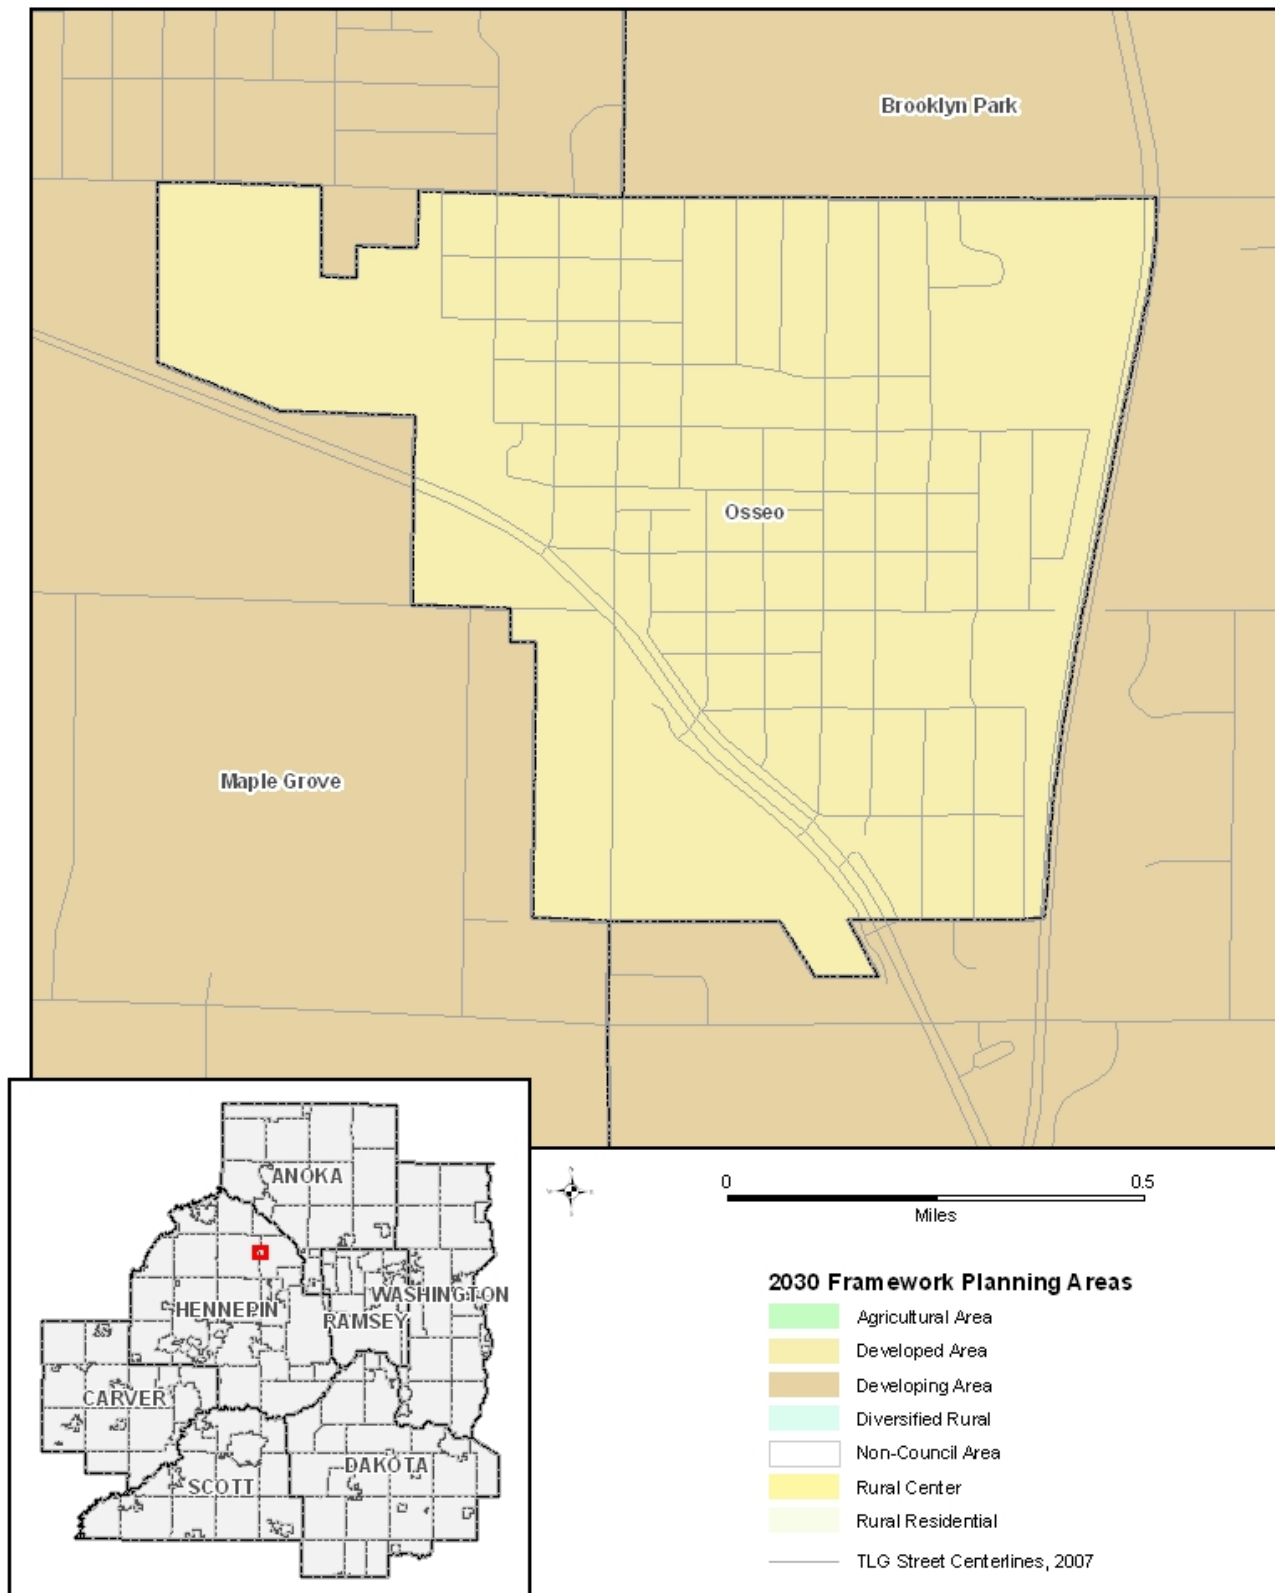 Brooklyn Park
Osseo
Maple Grove
ANOKA
HENNEPIN
WASHINGTON
RAMSEY
CARVER
SCOTT
DAKOTA
0 0.5
Miles
2030 Framework Planning Areas
Agricultural Area
Developed Area
Developing Area
Diversified Rural
Non-Council Area
Rural Center
Rural Residential
TLG Street Centerlines, 2007